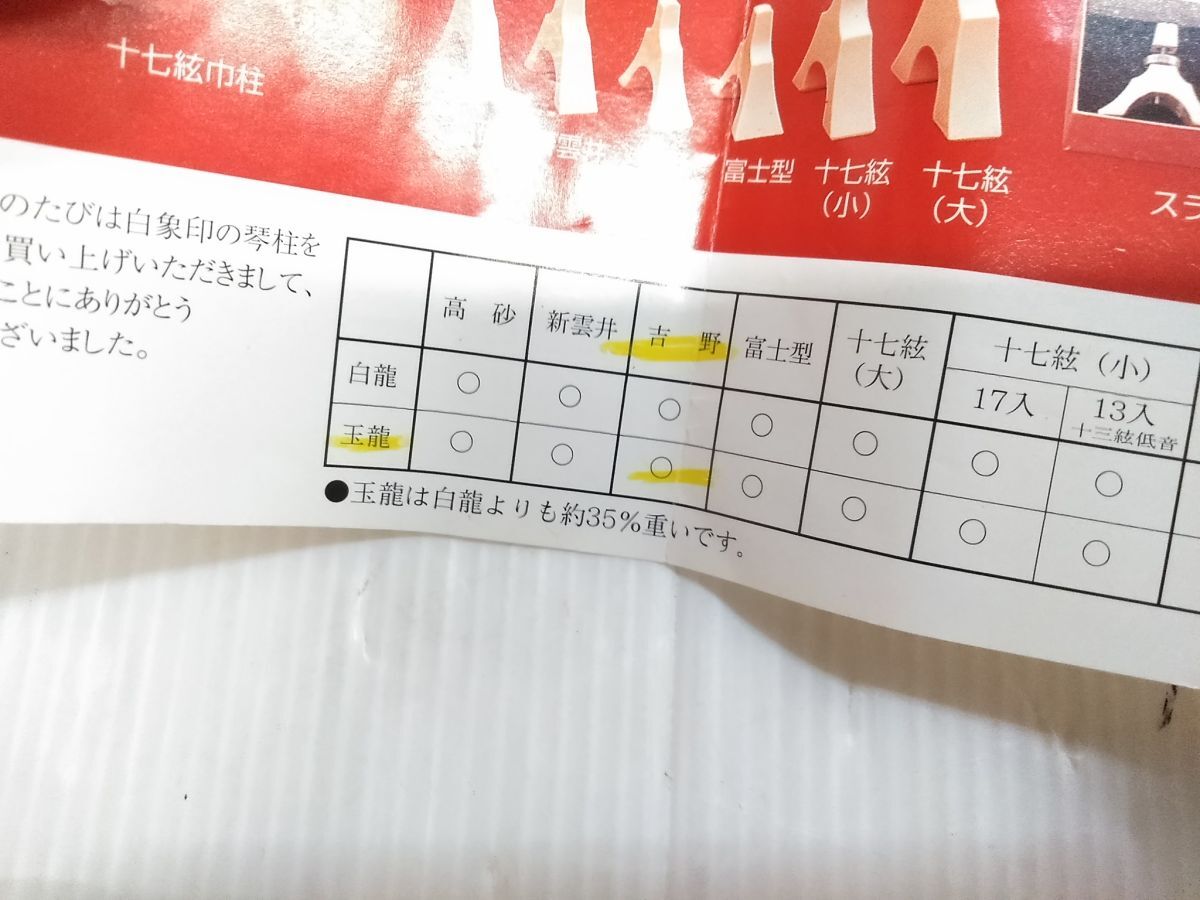 十七絃巾柱
雲井
富士型
十七絃
(小)
十七絃
(大)
スラ
のたびは白象印の琴柱を
買い上げいただきまして、
ことにありがとう
ざいました。
高 砂 新雲井 吉 野 富士型 十七絃(大) 十七絃(小)
17入 13入
十三絃低音
白龍 ○ ○ ○ ○ ○ ○ ○
玉龍 ○ ○ ○ ○ ○ ○ ○
●玉龍は白龍よりも約35%重いです。